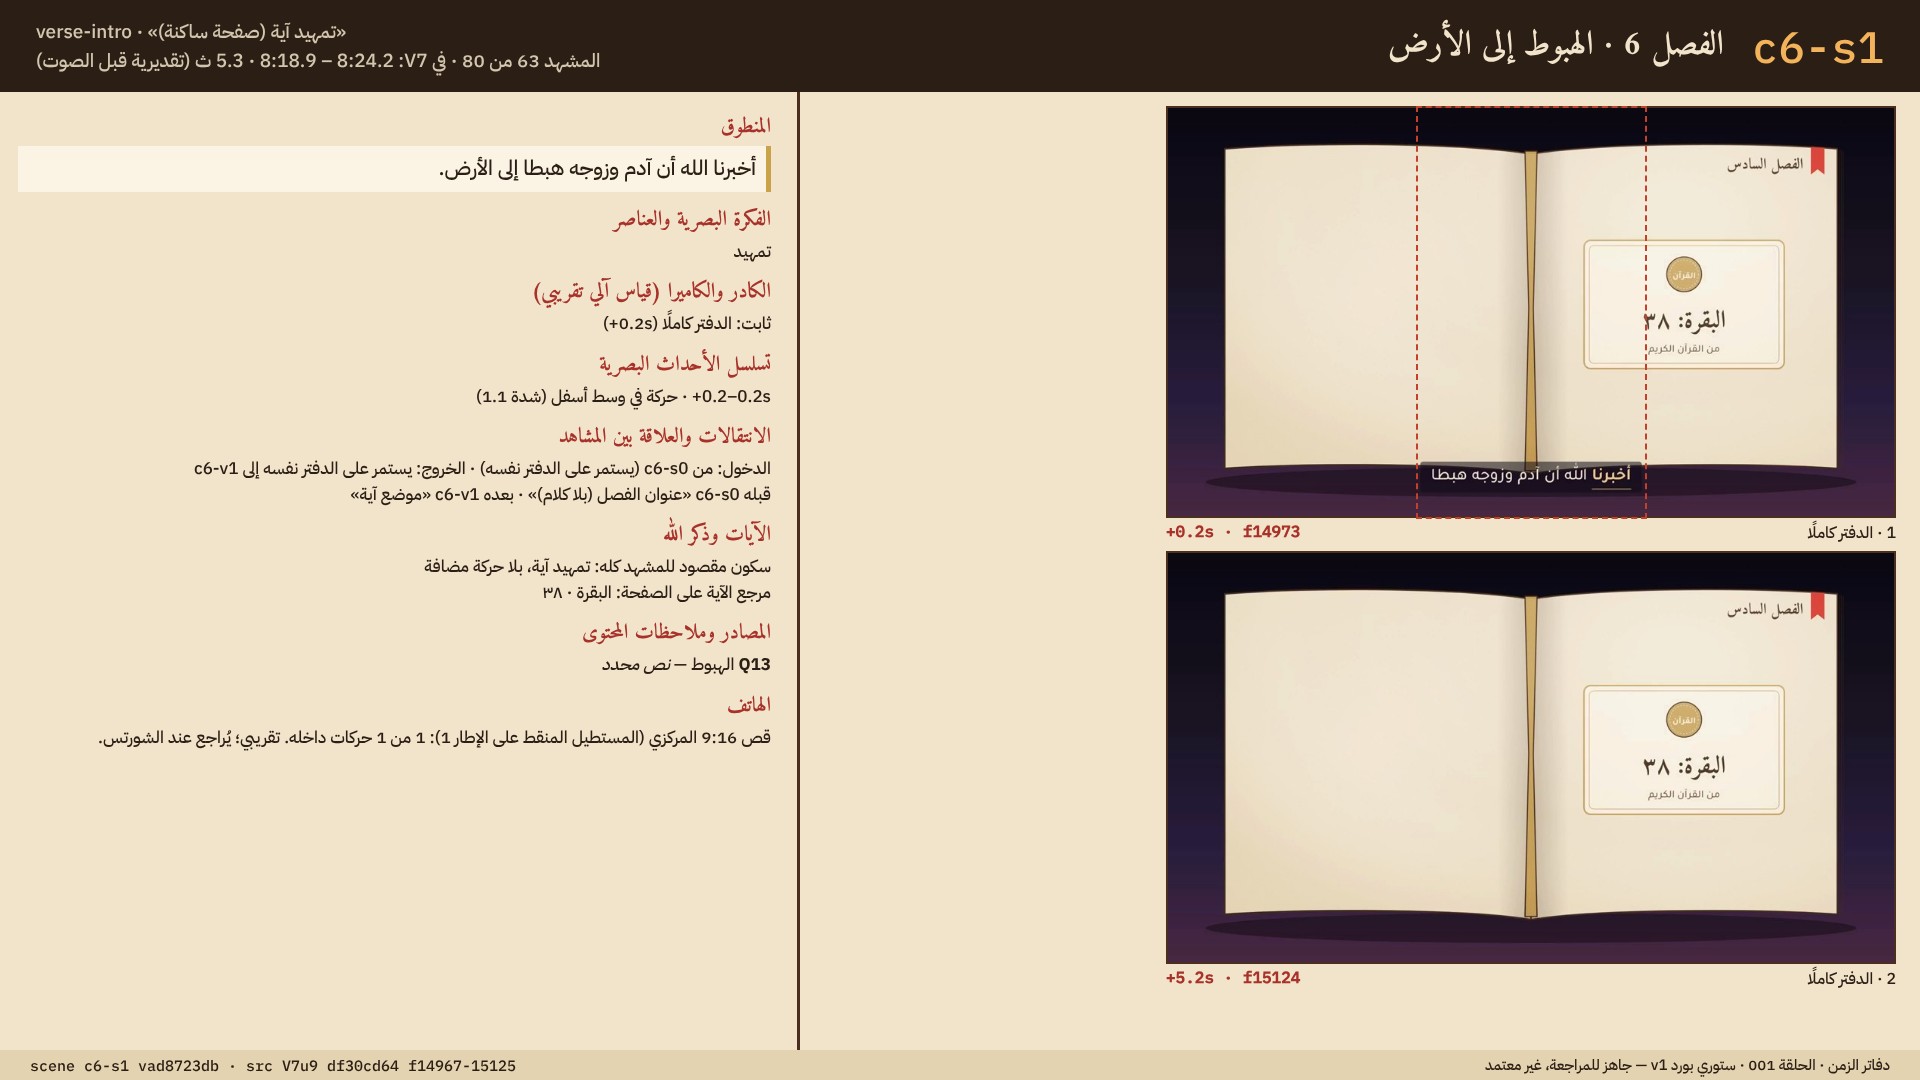 c6-s1 الفصل 6 · الهبوط إلى الأرض
verse-intro · «تمهيد آية (صفحة ساكنة)»
المشهد 63 من 80 · في V7: 8:18.9 – 8:24.2 · 5.3 ث (تقديرية قبل الصوت)
الفصل السادس
القرآن
البقرة: ٣٨
من القرآن الكريم
أخبرنا الله أن آدم وزوجه هبطا
1 · الدفتر كاملًا
+0.2s · f14973
الفصل السادس
القرآن
البقرة: ٣٨
من القرآن الكريم
2 · الدفتر كاملًا
+5.2s · f15124
المنطوق
أخبرنا الله أن آدم وزوجه هبطا إلى الأرض.
الفكرة البصرية والعناصر
تمهيد
الكادر والكاميرا (قياس آلي تقريبي)
ثابت: الدفتر كاملًا (+0.2s)
تسلسل الأحداث البصرية
+0.2–0.2s · حركة في وسط أسفل (شدة 1.1)
الانتقالات والعلاقة بين المشاهد
الدخول: من c6-s0 (يستمر على الدفتر نفسه) · الخروج: يستمر على الدفتر نفسه إلى c6-v1
قبله c6-s0 «عنوان الفصل (بلا كلام)» · بعده c6-v1 «موضع آية»
الآيات وذكر الله
سكون مقصود للمشهد كله: تمهيد آية، بلا حركة مضافة
مرجع الآية على الصفحة: البقرة · ٣٨
المصادر وملاحظات المحتوى
Q13 الهبوط — نص محدد
الهاتف
قص 9:16 المركزي (المستطيل المنقط على الإطار 1): 1 من 1 حركات داخله. تقريبي؛ يُراجع عند الشورتس.
دفاتر الزمن · الحلقة 001 · ستوري بورد v1 — جاهز للمراجعة، غير معتمد
scene c6-s1 vad8723db · src V7u9 df30cd64 f14967-15125